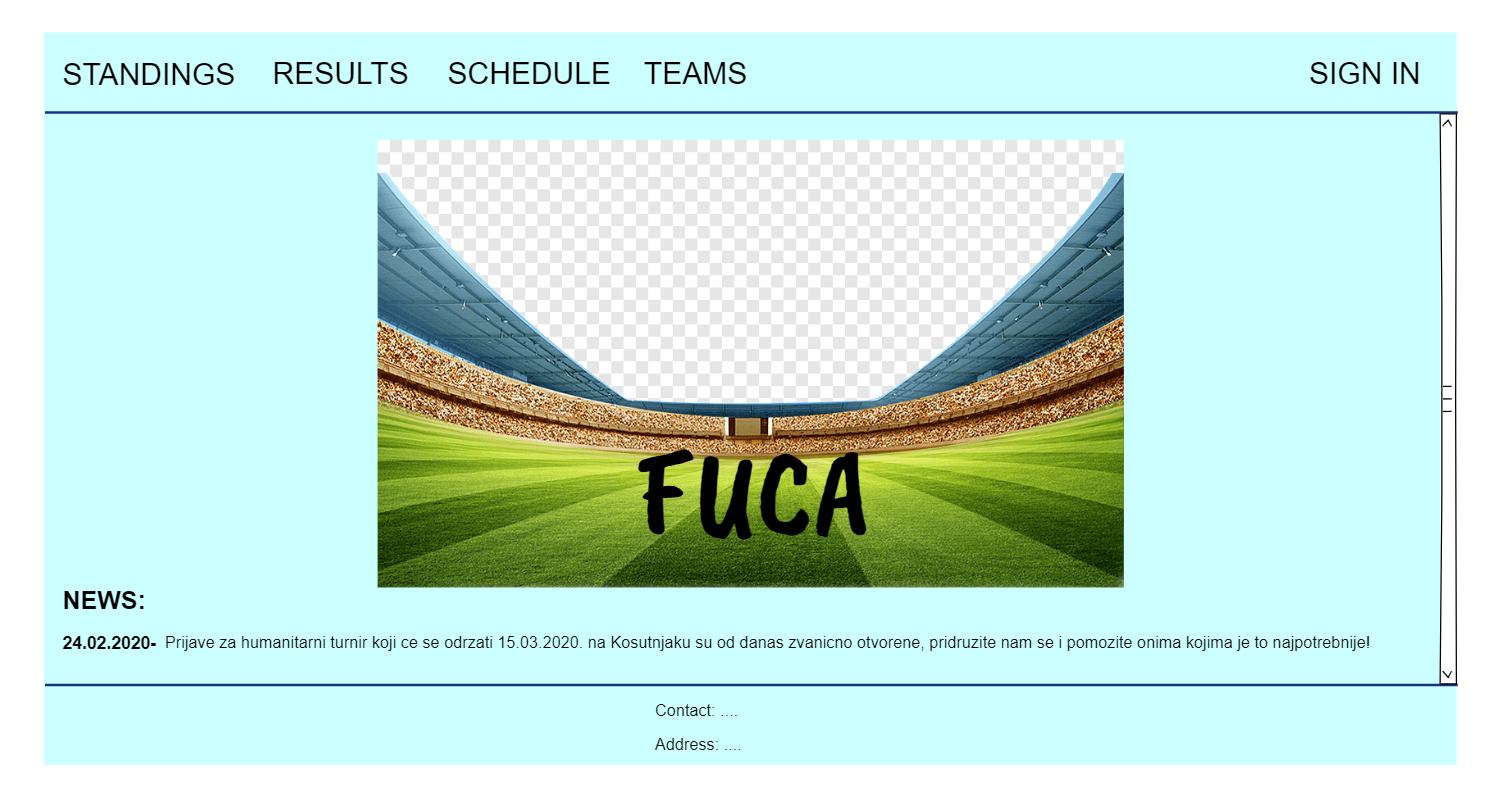 STANDINGS RESULTS SCHEDULE TEAMS SIGN IN
FUCA
NEWS:
24.02.2020- Prijave za humanitarni turnir koji ce se odrzati 15.03.2020. na Kosutnjaku su od danas zvanicno otvorene, pridruzite nam se i pomozite onima kojima je to najpotrebnije!
Contact: ....
Address: ....